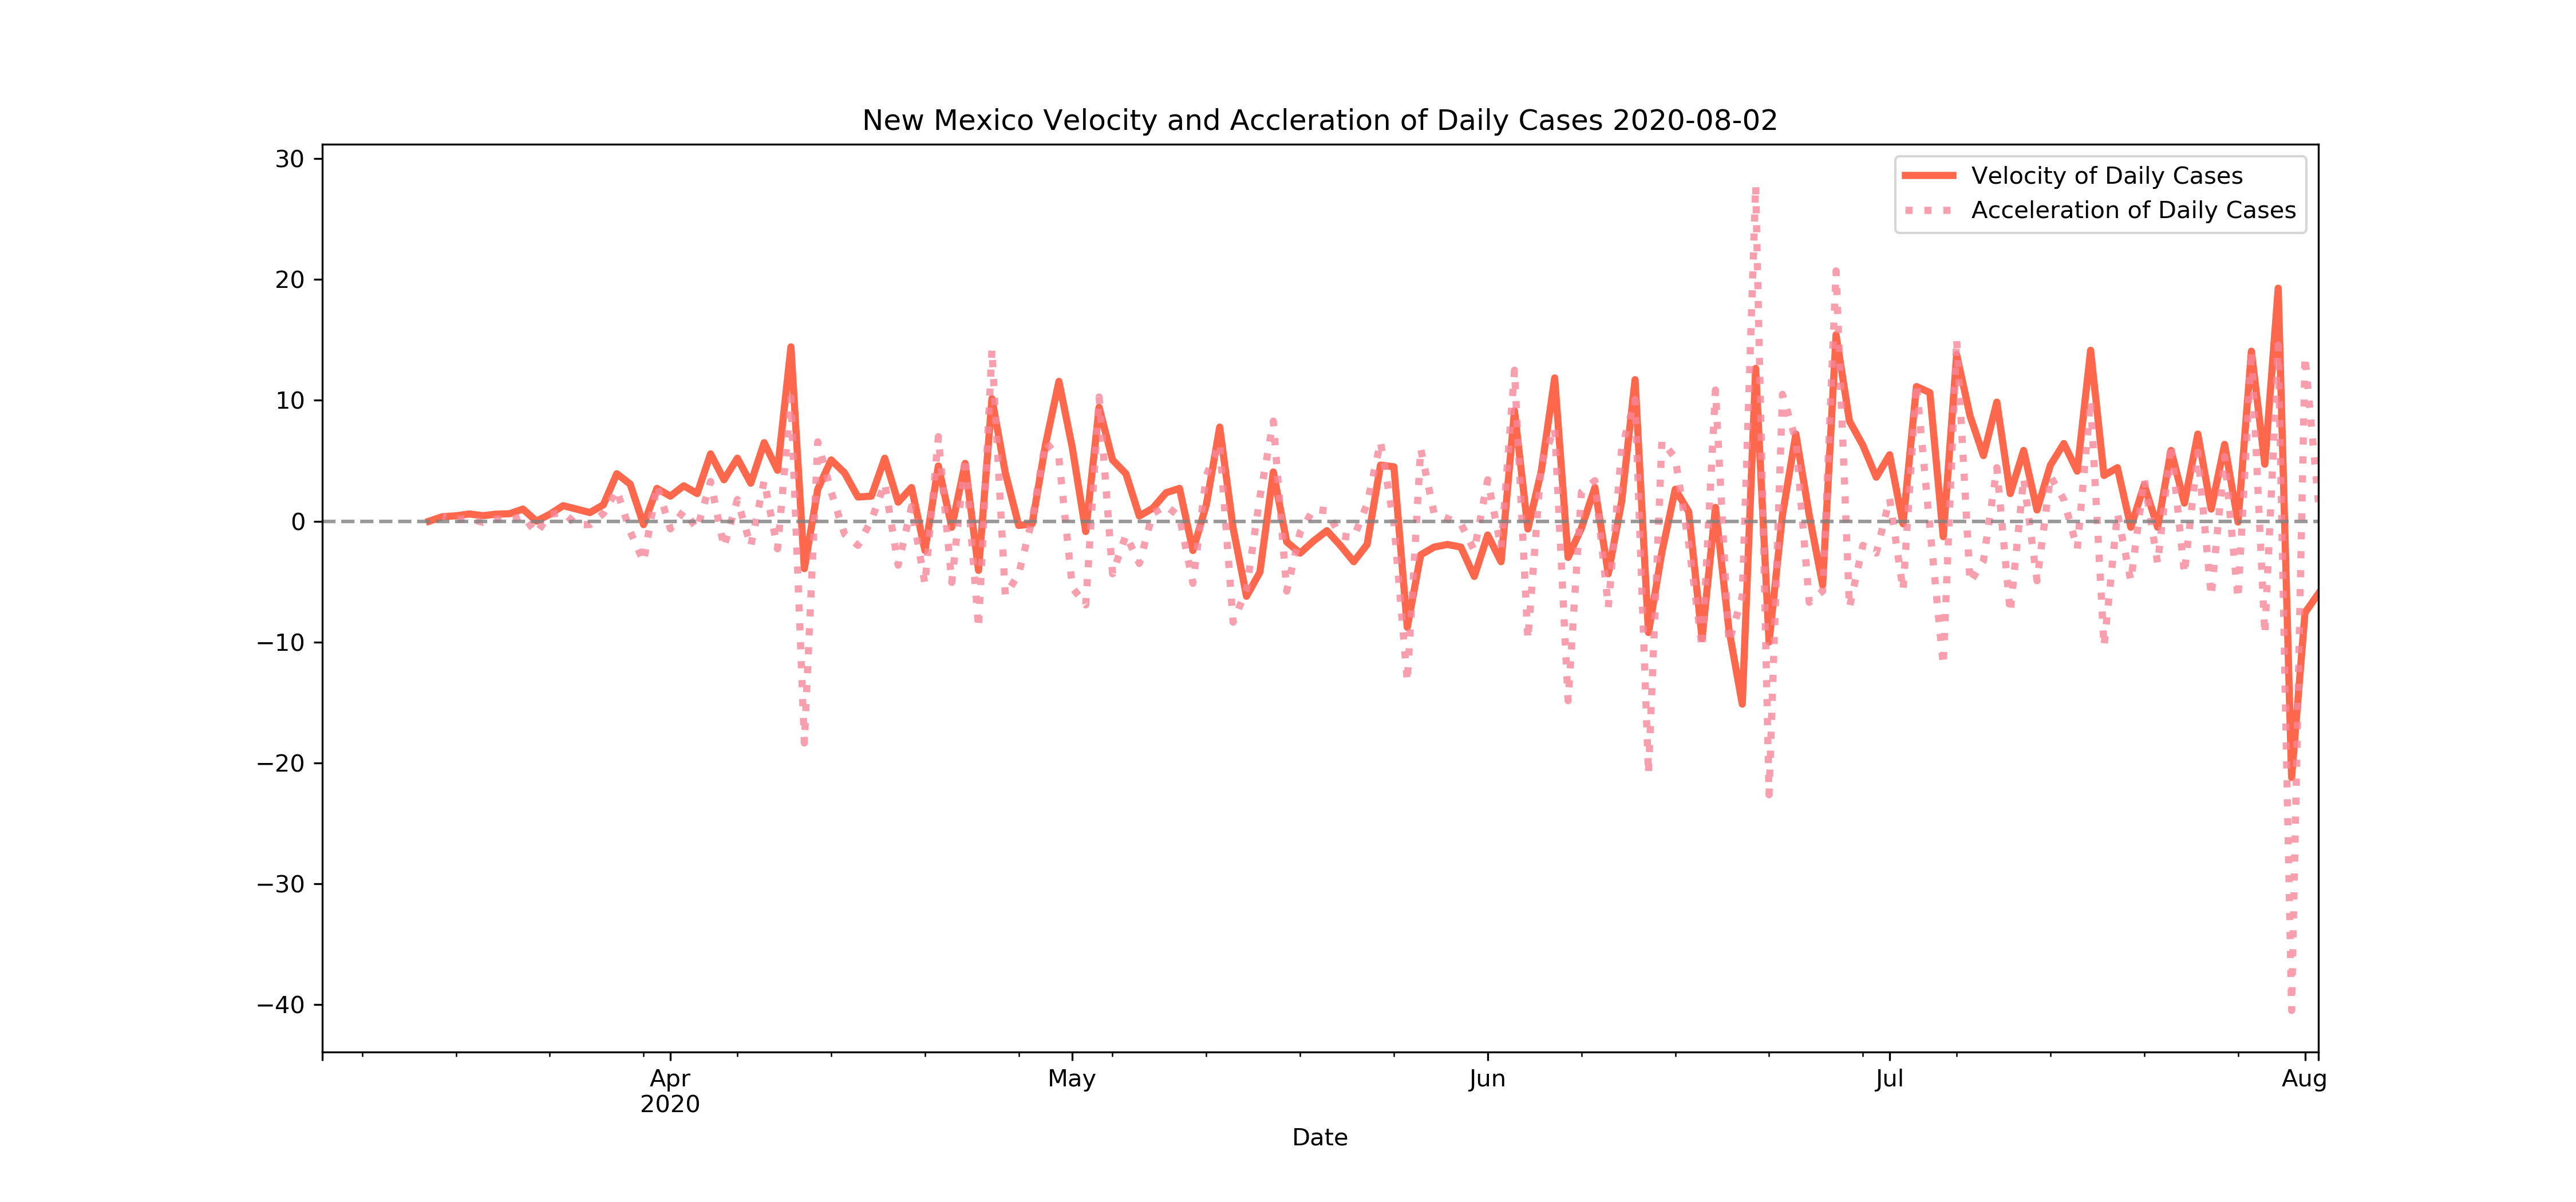 New Mexico Velocity and Accleration of Daily Cases 2020-08-02
Velocity of Daily Cases
Acceleration of Daily Cases
30
20
10
0
−10
−20
−30
−40
Apr
2020
May
Jun
Jul
Aug
Date